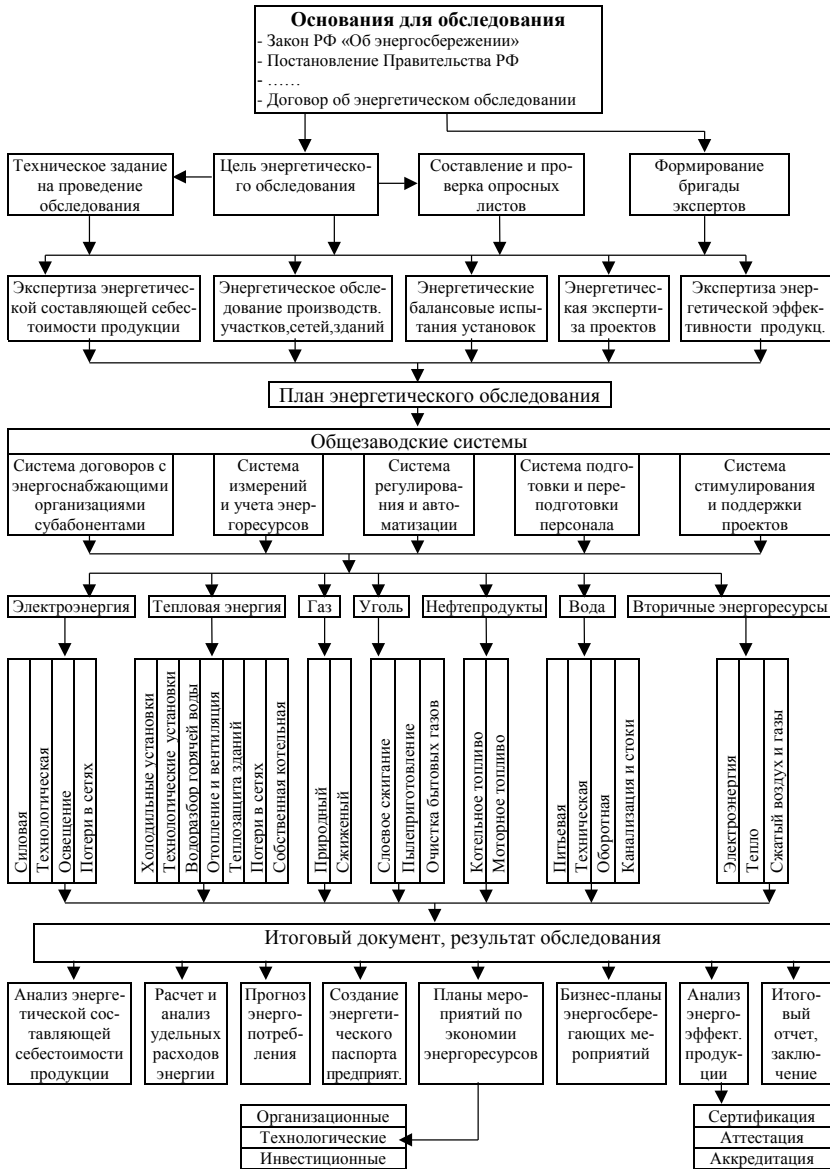 Основания для обследования
- Закон РФ «Об энергосбережении»
- Постановление Правительства РФ
- ……
- Договор об энергетическом обследовании
Техническое задание
на проведение
обследования
Цель энергетическо-
го обследования
Составление и про-
верка опросных
листов
Формирование
бригады
экспертов
Экспертиза энергетичес-
кой составляющей себес-
тоимости продукции
Энергетическое обсле-
дование производств.
участков,сетей,зданий
Энергетические
балансовые испы-
тания установок
Энергетичес-
кая эксперти-
за проектов
Экспертиза энер-
гетической эффек-
тивности продукц.
План энергетического обследования
Общезаводские системы
Система договоров с
энергоснабжающими
организациями
субабонентами
Система
измерений
и учета энер-
горесурсов
Система
регулирова-
ния и авто-
матизации
Система подго-
товки и пере-
подготовки
персонала
Система
стимулирования
и поддержки
проектов
Электроэнергия
Тепловая энергия
Газ
Уголь
Нефтепродукты
Вода
Вторичные энергоресурсы
Силовая
Технологическая
Освещение
Потери в сетях
Холодильные установки
Технологические установки
Водоразбор горячей воды
Отопление и вентиляция
Теплозащита зданий
Потери в сетях
Собственная котельная
Природный
Сжиженый
Слоевое сжигание
Пылеприготовление
Очистка бытовых газов
Котельное топливо
Моторное топливо
Питьевая
Техническая
Оборотная
Канализация и стоки
Электроэнергия
Тепло
Сжатый воздух и газы
Итоговый документ, результат обследования
Анализ энерге-
тической сос-
тавляющей
себестоимости
продукции
Расчет и
анализ
удельных
расходов
энергии
Прогноз
энерго-
потреб-
ления
Создание
энергети-
ческого
паспорта
предприят.
Планы меро-
приятий по
экономии
энергоресурсов
Бизнес-планы
энергосбере-
гающих ме-
роприятий
Анализ
энерго-
эффект.
продук-
ции
Итого-
вый
отчет,
заклю-
чение
Организационные
Технологические
Инвестиционные
Сертификация
Аттестация
Аккредитация